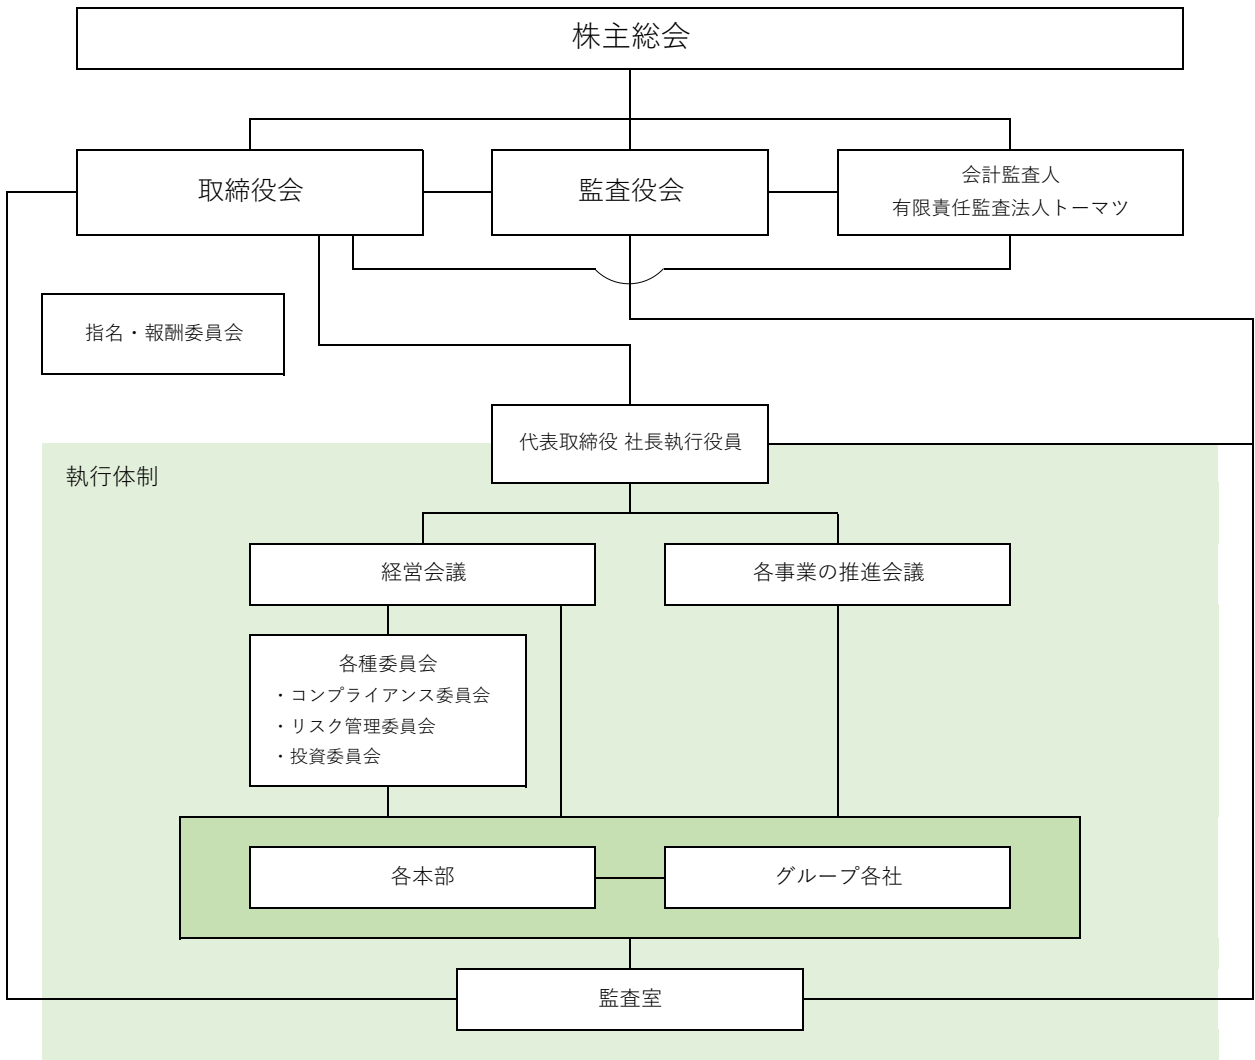 株主総会
取締役会
監査役会
会計監査人
有限責任監査法人トーマツ
指名・報酬委員会
代表取締役 社長執行役員
執行体制
経営会議
各事業の推進会議
各種委員会
・コンプライアンス委員会
・リスク管理委員会
・投資委員会
各本部
グループ各社
監査室